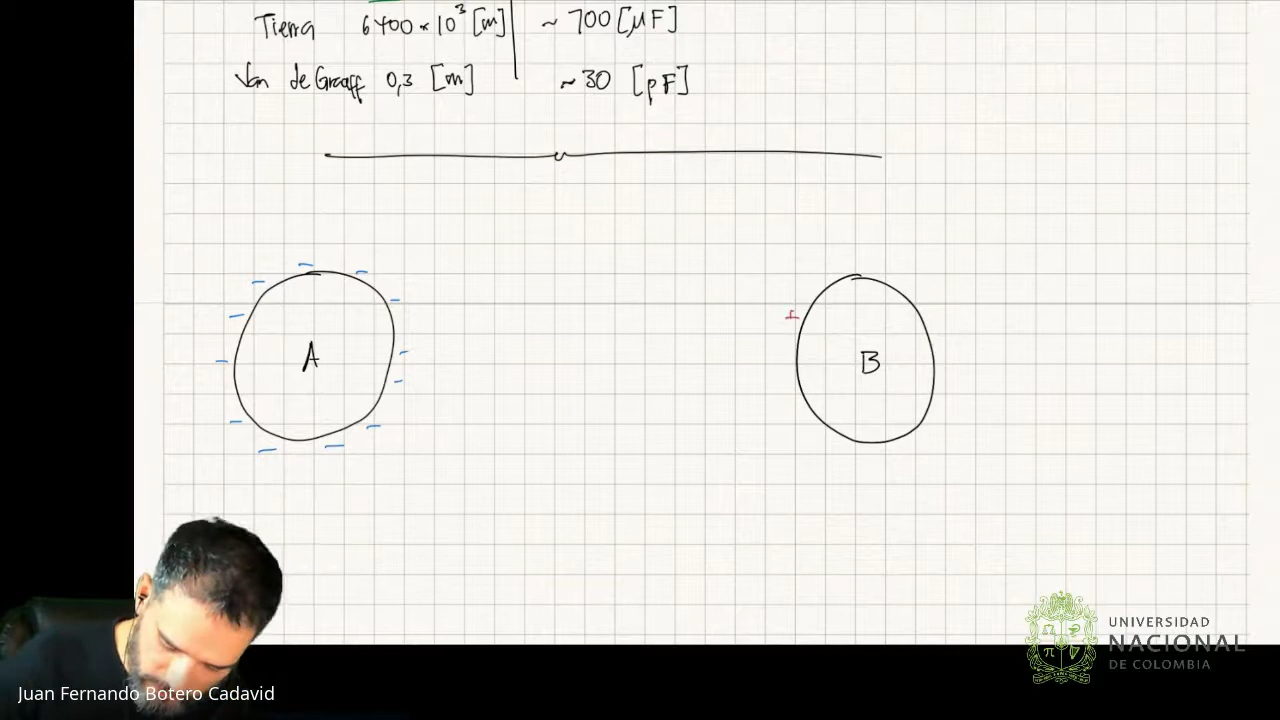 Tierra 6400 × 10³ [m] ~ 700 [μF]
Van de Graaff 0,3 [m] ~ 30 [pF]
A
B
UNIVERSIDAD
NACIONAL
DE COLOMBIA
Juan Fernando Botero Cadavid